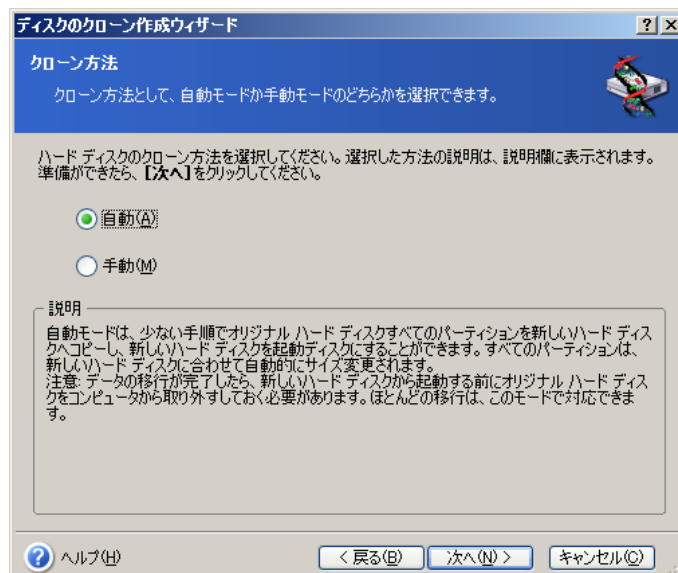 ディスクのクローン作成ウィザード
クローン方法
クローン方法として、自動モードか手動モードのどちらかを選択できます。
ハード ディスクのクローン方法を選択してください。選択した方法の説明は、説明欄に表示されます。
準備ができたら、[次へ]をクリックしてください。
自動(A)
手動(M)
説明
自動モードは、少ない手順でオリジナル ハード ディスクすべてのパーティションを新しいハード ディス
クへコピーし、新しいハード ディスクを起動ディスクにすることができます。すべてのパーティションは、
新しいハード ディスクに合わせて自動的にサイズ変更されます。
注意: データの移行が完了したら、新しいハード ディスクから起動する前にオリジナル ハード ディス
クをコンピュータから取り外すしておく必要があります。ほとんどの移行は、このモードで対応できま
す。
ヘルプ(H)
< 戻る(B)
次へ(N) >
キャンセル(C)